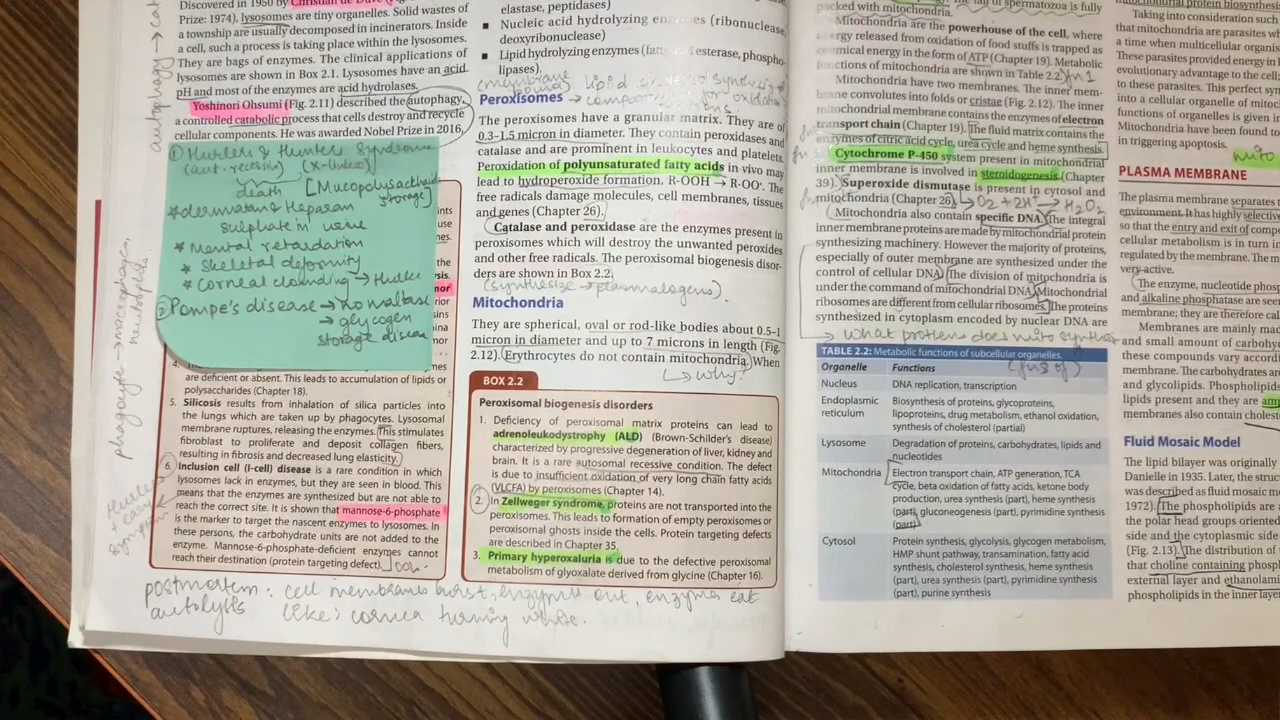 Discovered in 1950 by Christian de Duve
Prize: 1974), lysosomes are tiny organelles. Solid wastes of
a township are usually decomposed in incinerators. Inside
a cell, such a process is taking place within the lysosomes.
They are bags of enzymes. The clinical applications of
lysosomes are shown in Box 2.1. Lysosomes have an acid
pH and most of the enzymes are acid hydrolases.
Yoshinori Ohsumi (Fig. 2.11) described the autophagy,
a controlled catabolic process that cells destroy and recycle
cellular components. He was awarded Nobel Prize in 2016,
autophagy → cat
phagocyte → macrophage,
neutrophils
① Hurler's & Hunter's Syndrome
(aut. recessive) (x-linked)
death [Mucopolysaccharide
storage]
* dermatan & Heparan
sulphate in urine
* Mental retardation
* Skeletal deformity
* Corneal clounding → Hurler
② Pompe's disease → no maltase
→ glycogen
storage disease
are deficient or absent. This leads to accumulation of lipids or
polysaccharides (Chapter 18).
5. Silicosis results from inhalation of silica particles into
the lungs which are taken up by phagocytes. Lysosomal
membrane ruptures, releasing the enzymes. This stimulates
fibroblast to proliferate and deposit collagen fibers,
resulting in fibrosis and decreased lung elasticity.
6. Inclusion cell (I-cell) disease is a rare condition in which
lysosomes lack in enzymes, but they are seen in blood. This
means that the enzymes are synthesized but are not able to
reach the correct site. It is shown that mannose-6-phosphate
is the marker to target the nascent enzymes to lysosomes. In
these persons, the carbohydrate units are not added to the
enzyme. Mannose-6-phosphate-deficient enzymes cannot
reach their destination (protein targeting defect).
postmortem: cell membrane burst, enzymes out, enzymes eat
autolysis like: cornea turning white.
elastase, peptidases)
▪ Nucleic acid hydrolyzing enzymes (ribonuclease,
deoxyribonuclease)
▪ Lipid hydrolyzing enzymes (fatty esterase, phospho-
lipases).
Peroxisomes
The peroxisomes have a granular matrix. They are of
0.3–1.5 micron in diameter. They contain peroxidases and
catalase and are prominent in leukocytes and platelets.
Peroxidation of polyunsaturated fatty acids in vivo may
lead to hydroperoxide formation. R-OOH → R-OO•. The
free radicals damage molecules, cell membranes, tissues
and genes (Chapter 26).
Catalase and peroxidase are the enzymes present in
peroxisomes which will destroy the unwanted peroxides
and other free radicals. The peroxisomal biogenesis disor-
ders are shown in Box 2.2.
(synthesize → plasmalogens).
Mitochondria
They are spherical, oval or rod-like bodies about 0.5–1
micron in diameter and up to 7 microns in length (Fig.
2.12). Erythrocytes do not contain mitochondria. When
→ why?
BOX 2.2
Peroxisomal biogenesis disorders
1. Deficiency of peroxisomal matrix proteins can lead to
adrenoleukodystrophy (ALD) (Brown-Schilder's disease)
characterized by progressive degeneration of liver, kidney and
brain. It is a rare autosomal recessive condition. The defect
is due to insufficient oxidation of very long chain fatty acids
(VLCFA) by peroxisomes (Chapter 14).
2. In Zellweger syndrome, proteins are not transported into the
peroxisomes. This leads to formation of empty peroxisomes or
peroxisomal ghosts inside the cells. Protein targeting defects
are described in Chapter 35.
3. Primary hyperoxaluria is due to the defective peroxisomal
metabolism of glyoxalate derived from glycine (Chapter 16).
packed with mitochondria.
Mitochondria are the powerhouse of the cell, where
energy released from oxidation of food stuffs is trapped as
chemical energy in the form of ATP (Chapter 19). Metabolic
functions of mitochondria are shown in Table 2.2.
Mitochondria have two membranes. The inner mem-
brane convolutes into folds or cristae (Fig. 2.12). The inner
mitochondrial membrane contains the enzymes of electron
transport chain (Chapter 19). The fluid matrix contains the
enzymes of citric acid cycle, urea cycle and heme synthesis.
Cytochrome P-450 system present in mitochondrial
inner membrane is involved in steroidogenesis (Chapter
39). Superoxide dismutase is present in cytosol and
mitochondria (Chapter 26). → O2 + 2H+ → H2O2
Mitochondria also contain specific DNA. The integral
inner membrane proteins are made by mitochondrial protein
synthesizing machinery. However the majority of proteins,
especially of outer membrane are synthesized under the
control of cellular DNA. The division of mitochondria is
under the command of mitochondrial DNA. Mitochondrial
ribosomes are different from cellular ribosomes. The proteins
synthesized in cytoplasm encoded by nuclear DNA are
→ what proteins does mito synthes
TABLE 2.2: Metabolic functions of subcellular organelles.
Organelle Functions
Nucleus DNA replication, transcription
Endoplasmic Biosynthesis of proteins, glycoproteins,
reticulum lipoproteins, drug metabolism, ethanol oxidation,
synthesis of cholesterol (partial)
Lysosome Degradation of proteins, carbohydrates, lipids and
nucleotides
Mitochondria Electron transport chain, ATP generation, TCA
cycle, beta oxidation of fatty acids, ketone body
production, urea synthesis (part), heme synthesis
(part), gluconeogenesis (part), pyrimidine synthesis
(part)
Cytosol Protein synthesis, glycolysis, glycogen metabolism,
HMP shunt pathway, transamination, fatty acid
synthesis, cholesterol synthesis, heme synthesis
(part), urea synthesis (part), pyrimidine synthesis
(part), purine synthesis
mitochondrial protein biosynthesis
Taking into consideration such
that mitochondria are parasites wh
a time when multicellular organis
These parasites provided energy in
evolutionary advantage to the cell
to these parasites. This perfect sym
into a cellular organelle of mitoc
functions of organelle is given in
Mitochondria have been found to
in triggering apoptosis.
mito
PLASMA MEMBRANE
The plasma membrane separates t
environment. It has highly selective
so that the entry and exit of compo
cellular metabolism is in turn i
regulated by the membrane. The m
very active.
The enzyme, nucleotide phosp
and alkaline phosphatase are see
membrane; they are therefore cal
Membranes are mainly ma
and small amount of carbohy
these compounds vary accord
membrane. The carbohydrates are
and glycolipids. Phospholipid
lipids present and they are amp
membranes also contain cholest
Fluid Mosaic Model
The lipid bilayer was originally
Danielle in 1935. Later, the struc
was described as fluid mosaic m
1972). The phospholipids are
the polar head groups oriented
side and the cytoplasmic side
(Fig. 2.13). The distribution of
that choline containing phosp
external layer and ethanolami
phospholipids in the inner layer